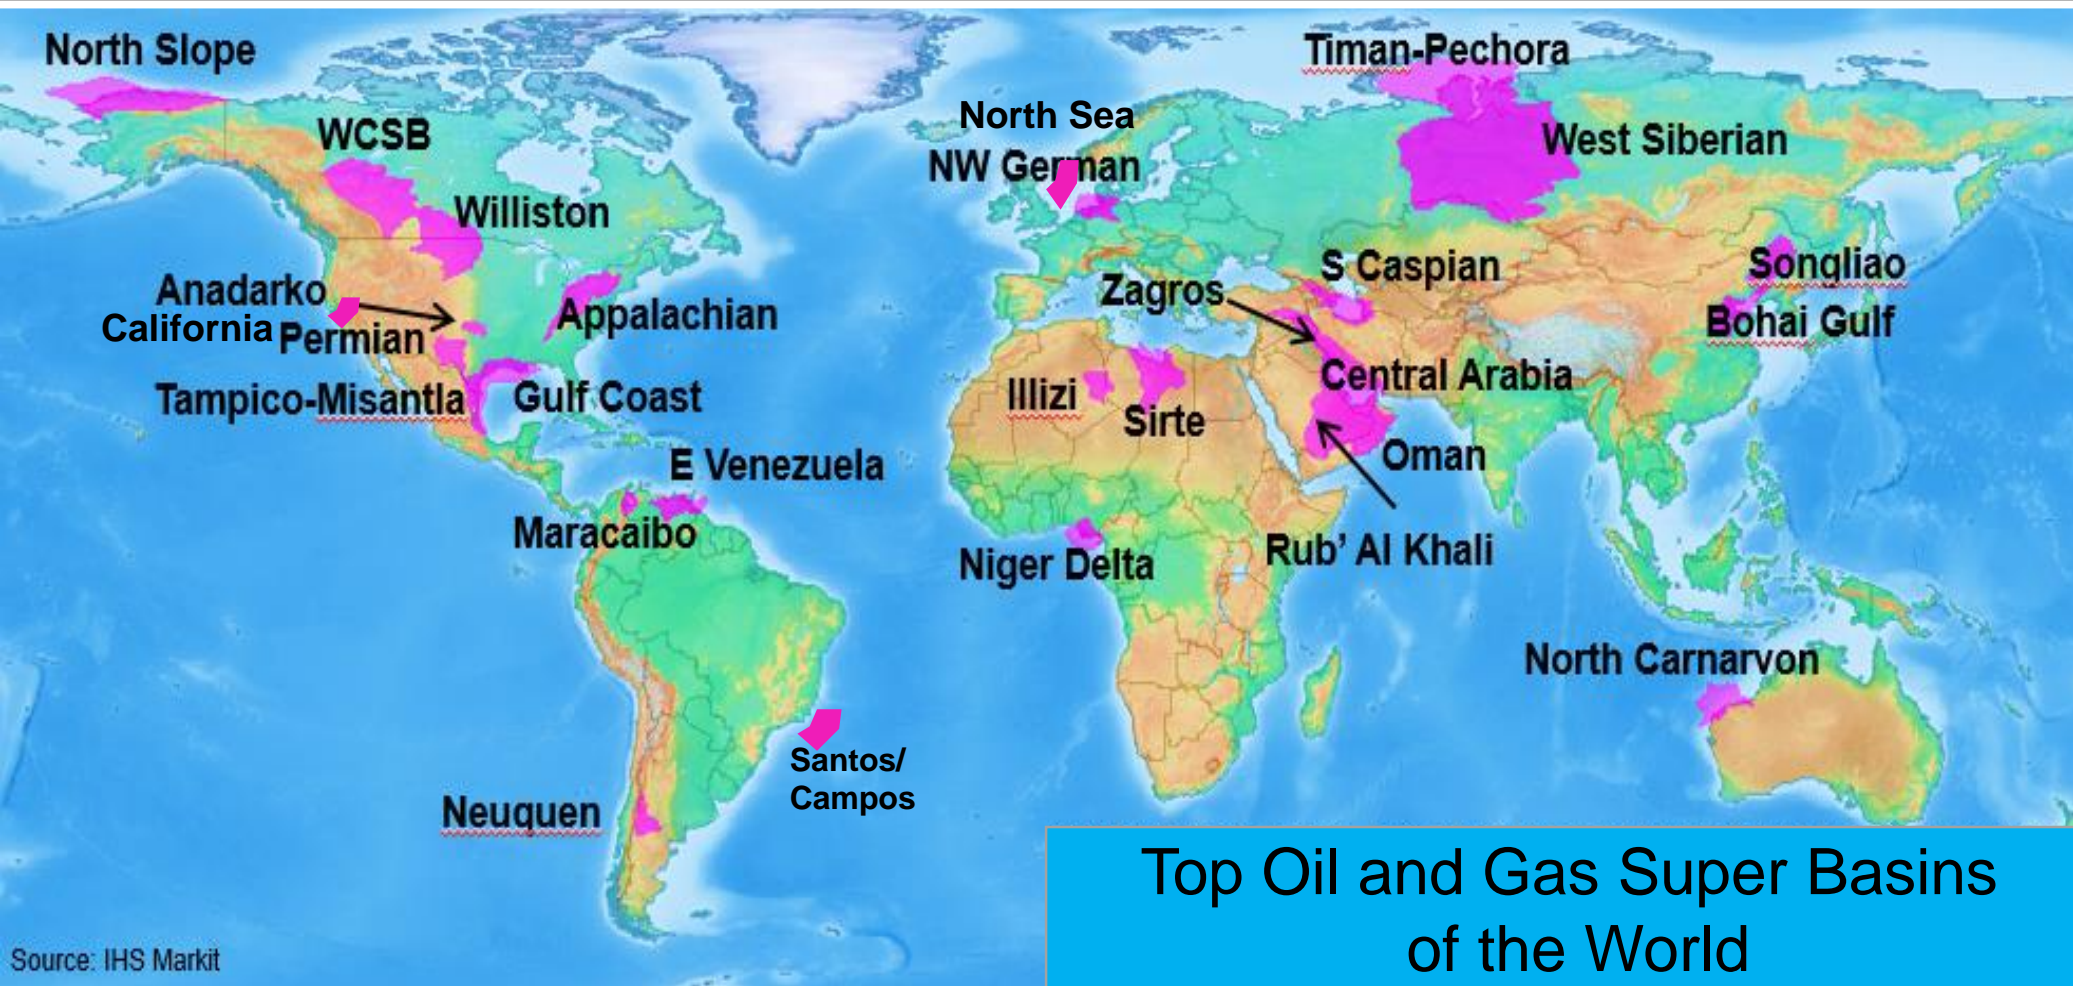 North Slope
Timan-Pechora
North Sea
WCSB
West Siberian
NW German
Williston
S Caspian
Songliao
Anadarko
Zagros
Appalachian
California
Permian
Bohai Gulf
Central Arabia
Tampico-Misantla
Gulf Coast
Illizi
Sirte
Oman
E Venezuela
Maracaibo
Niger Delta
Rub' Al Khali
North Carnarvon
Santos/
Campos
Neuquen
Top Oil and Gas Super Basins
of the World
Source: IHS Markit